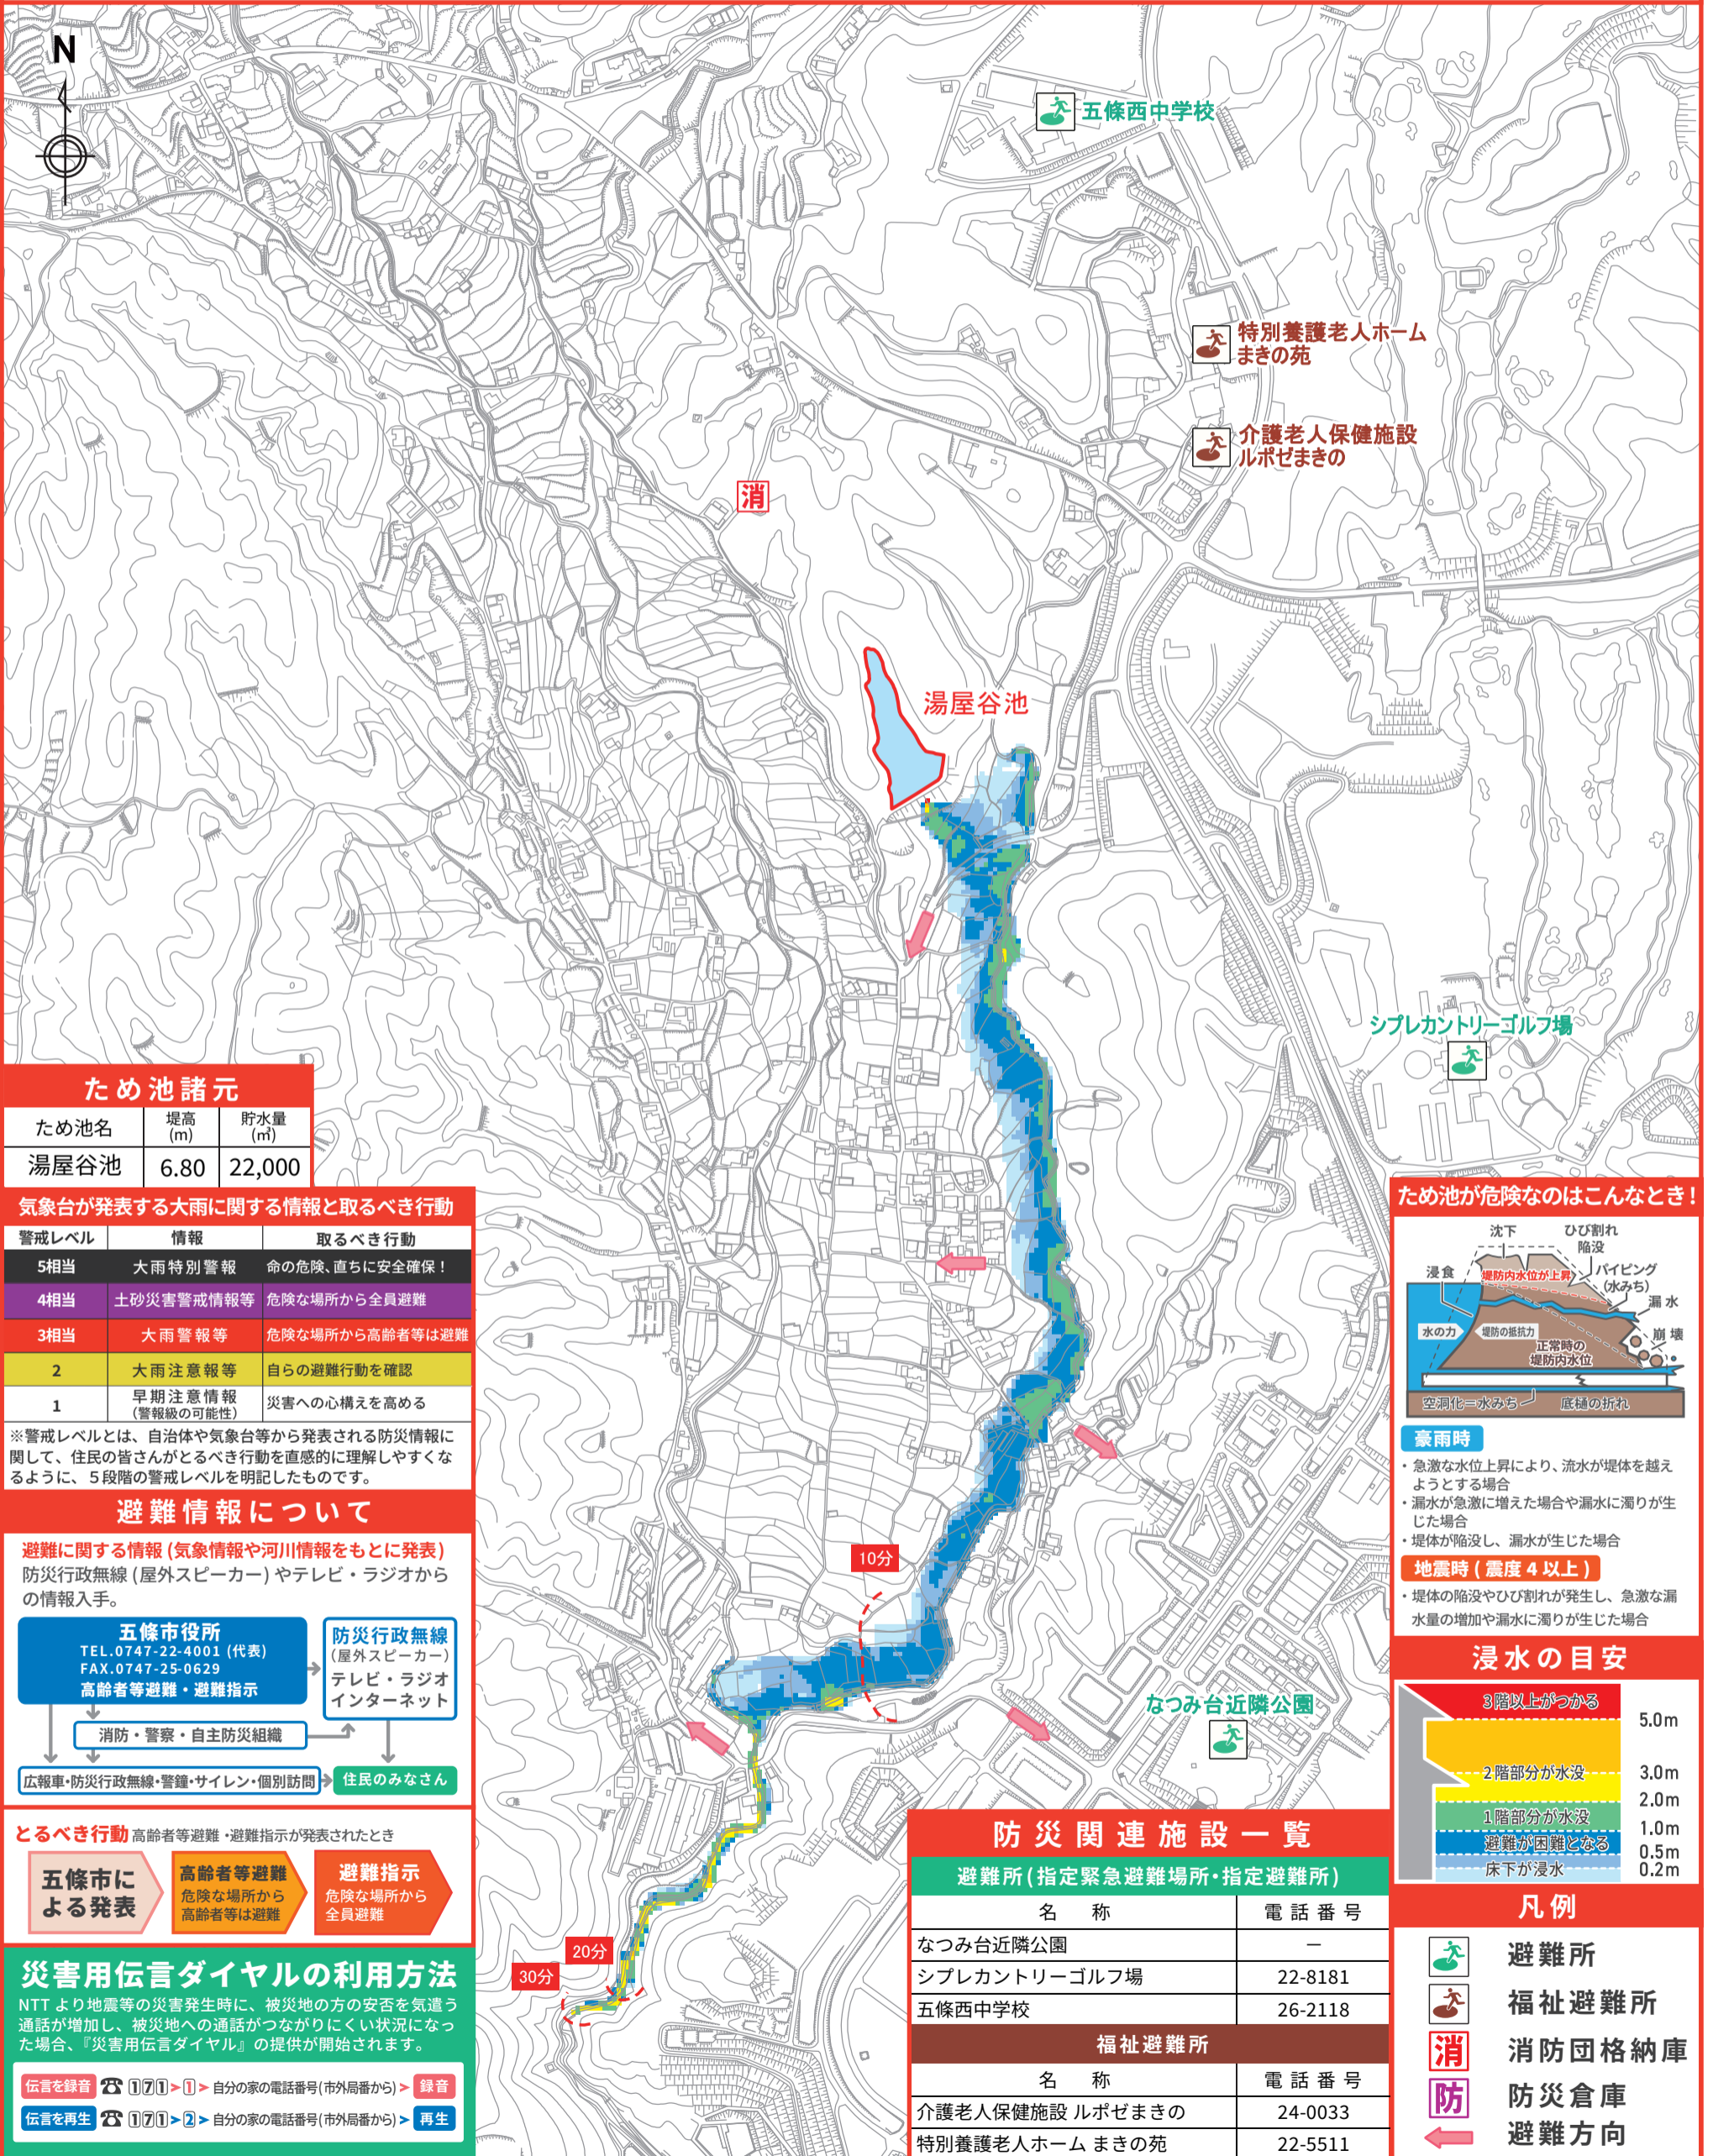 N
五條西中学校
特別養護老人ホーム
まきの苑
介護老人保健施設
ルポゼまきの
消
湯屋谷池
シプレカントリーゴルフ場
10分
なつみ台近隣公園
20分
30分
ため池諸元
ため池名 堤高(m) 貯水量(㎥)
湯屋谷池 6.80 22,000
気象台が発表する大雨に関する情報と取るべき行動
警戒レベル 情報 取るべき行動
5相当 大雨特別警報 命の危険、直ちに安全確保！
4相当 土砂災害警戒情報等 危険な場所から全員避難
3相当 大雨警報等 危険な場所から高齢者等は避難
2 大雨注意報等 自らの避難行動を確認
1 早期注意情報(警報級の可能性) 災害への心構えを高める
※警戒レベルとは、自治体や気象台等から発表される防災情報に
関して、住民の皆さんがとるべき行動を直感的に理解しやすくな
るように、５段階の警戒レベルを明記したものです。
避難情報について
避難に関する情報(気象情報や河川情報をもとに発表)
防災行政無線(屋外スピーカー)やテレビ・ラジオから
の情報入手。
五條市役所
TEL.0747-22-4001 (代表)
FAX.0747-25-0629
高齢者等避難・避難指示
防災行政無線
(屋外スピーカー)
テレビ・ラジオ
インターネット
消防・警察・自主防災組織
広報車・防災行政無線・警鐘・サイレン・個別訪問
住民のみなさん
とるべき行動 高齢者等避難・避難指示が発表されたとき
五條市に
よる発表
高齢者等避難
危険な場所から
高齢者等は避難
避難指示
危険な場所から
全員避難
災害用伝言ダイヤルの利用方法
NTTより地震等の災害発生時に、被災地の方の安否を気遣う
通話が増加し、被災地への通話がつながりにくい状況になっ
た場合、『災害用伝言ダイヤル』の提供が開始されます。
伝言を録音 ☎ 171 > 1 > 自分の家の電話番号(市外局番から) > 録音
伝言を再生 ☎ 171 > 2 > 自分の家の電話番号(市外局番から) > 再生
防災関連施設一覧
避難所(指定緊急避難場所・指定避難所)
名 称 電話番号
なつみ台近隣公園 －
シプレカントリーゴルフ場 22-8181
五條西中学校 26-2118
福祉避難所
名 称 電話番号
介護老人保健施設 ルポゼまきの 24-0033
特別養護老人ホーム まきの苑 22-5511
ため池が危険なのはこんなとき！
沈下
ひび割れ
陥没
浸食
堤防内水位が上昇
パイピング
(水みち)
漏水
水の力
堤防の抵抗力
崩壊
正常時の
堤防内水位
空洞化＝水みち
底樋の折れ
豪雨時
・急激な水位上昇により、流水が堤体を越え
ようとする場合
・漏水が急激に増えた場合や漏水に濁りが生
じた場合
・堤体が陥没し、漏水が生じた場合
地震時(震度4以上)
・堤体の陥没やひび割れが発生し、急激な漏
水量の増加や漏水に濁りが生じた場合
浸水の目安
3階以上がつかる
5.0m
2階部分が水没
3.0m
2.0m
1階部分が水没
1.0m
避難が困難となる
0.5m
床下が浸水
0.2m
凡例
避難所
福祉避難所
消 消防団格納庫
防 防災倉庫
避難方向